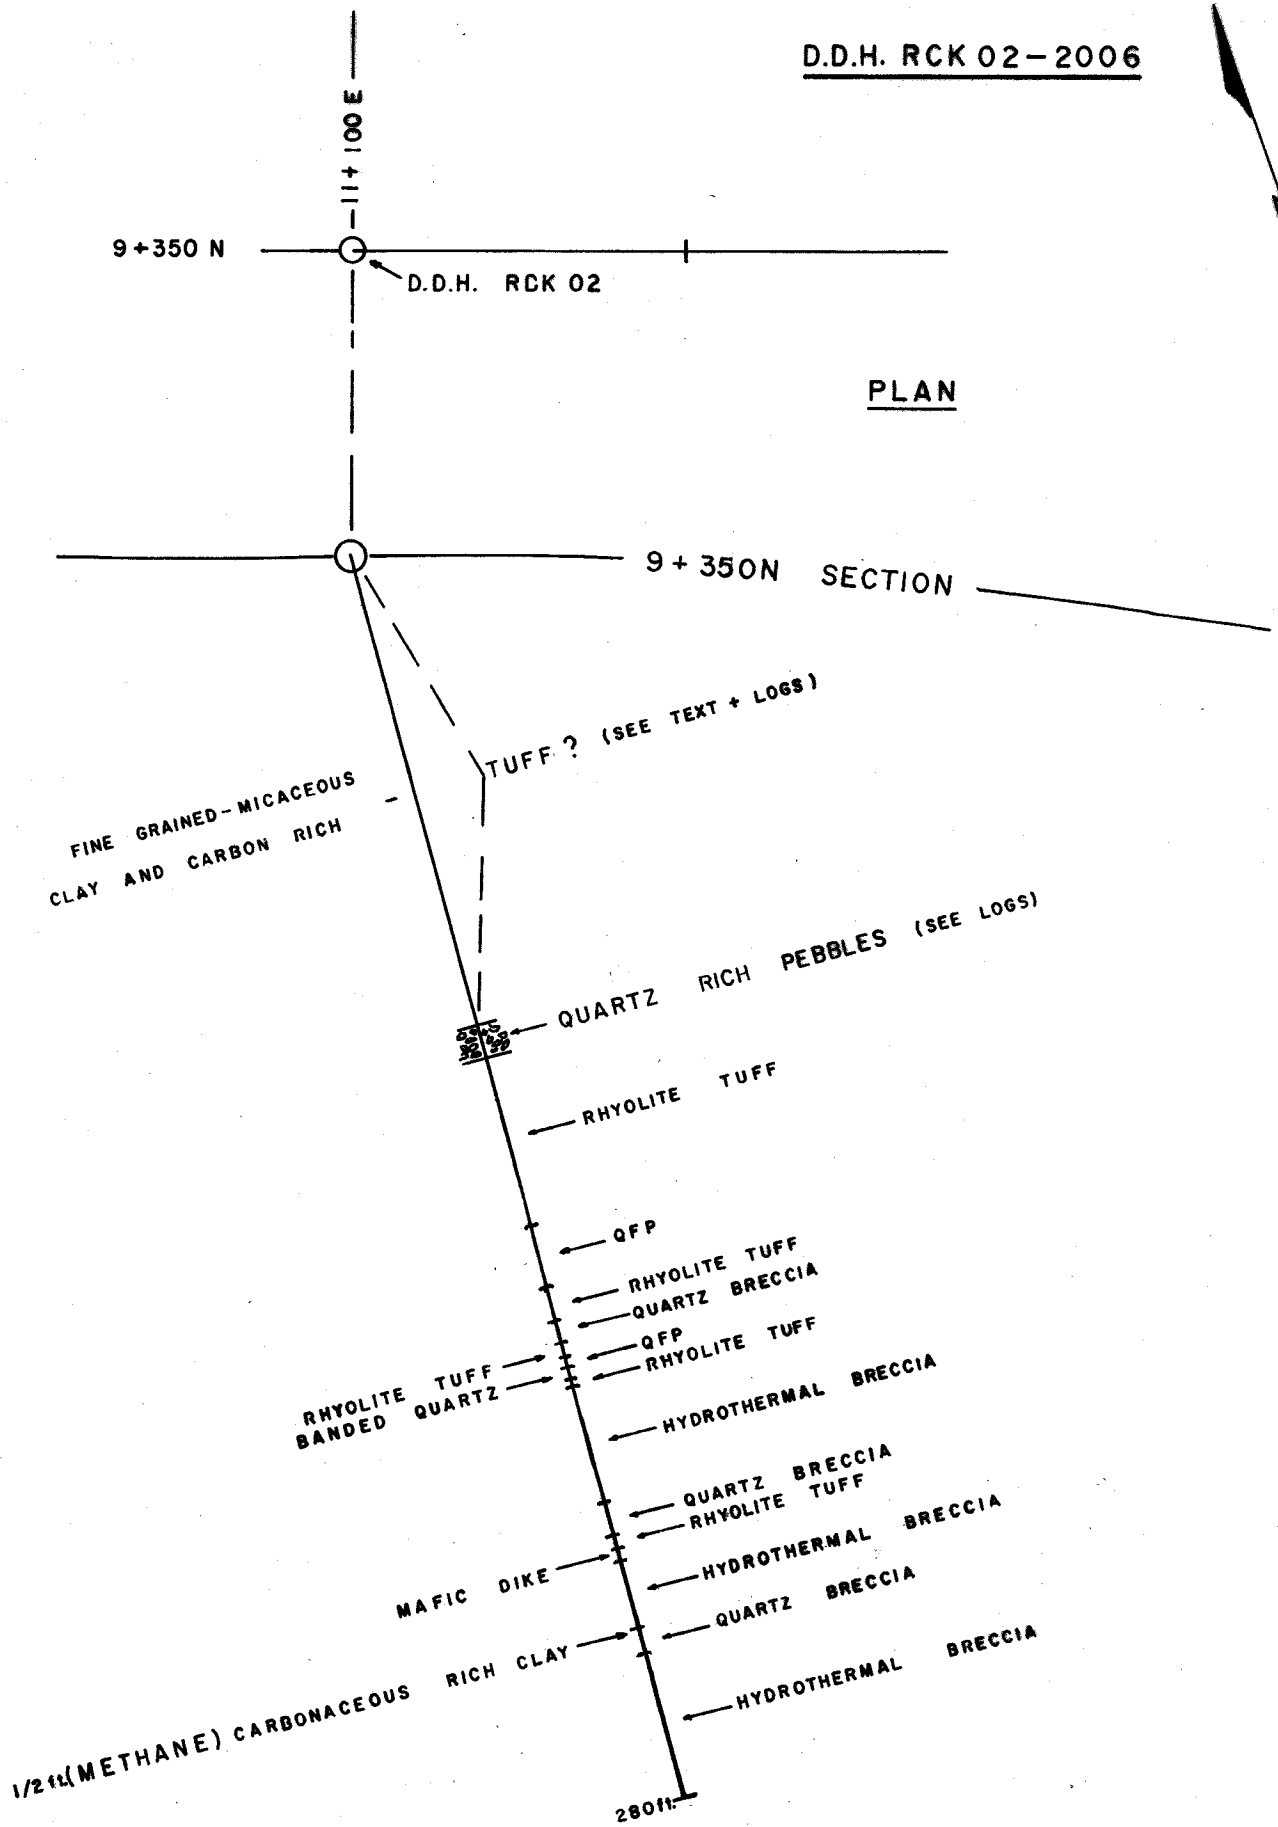 D.D.H. RCK 02-2006
11+100 E
9+350 N
D.D.H. RCK 02
PLAN
9+350N SECTION
TUFF? (SEE TEXT + LOGS)
FINE GRAINED-MICACEOUS
CLAY AND CARBON RICH
QUARTZ RICH PEBBLES (SEE LOGS)
RHYOLITE TUFF
QFP
RHYOLITE TUFF
QUARTZ BRECCIA
QFP
RHYOLITE TUFF
RHYOLITE TUFF
BANDED QUARTZ
HYDROTHERMAL BRECCIA
QUARTZ BRECCIA
RHYOLITE TUFF
HYDROTHERMAL BRECCIA
MAFIC DIKE
QUARTZ BRECCIA
1/2 ft.(METHANE) CARBONACEOUS RICH CLAY
HYDROTHERMAL BRECCIA
280ft.